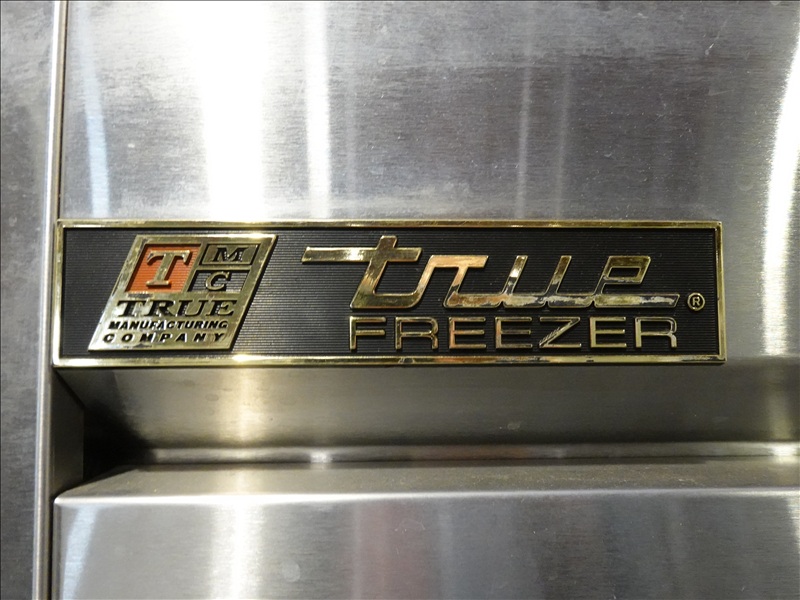 T M
C
TRUE
MANUFACTURING
COMPANY
true
FREEZER ®